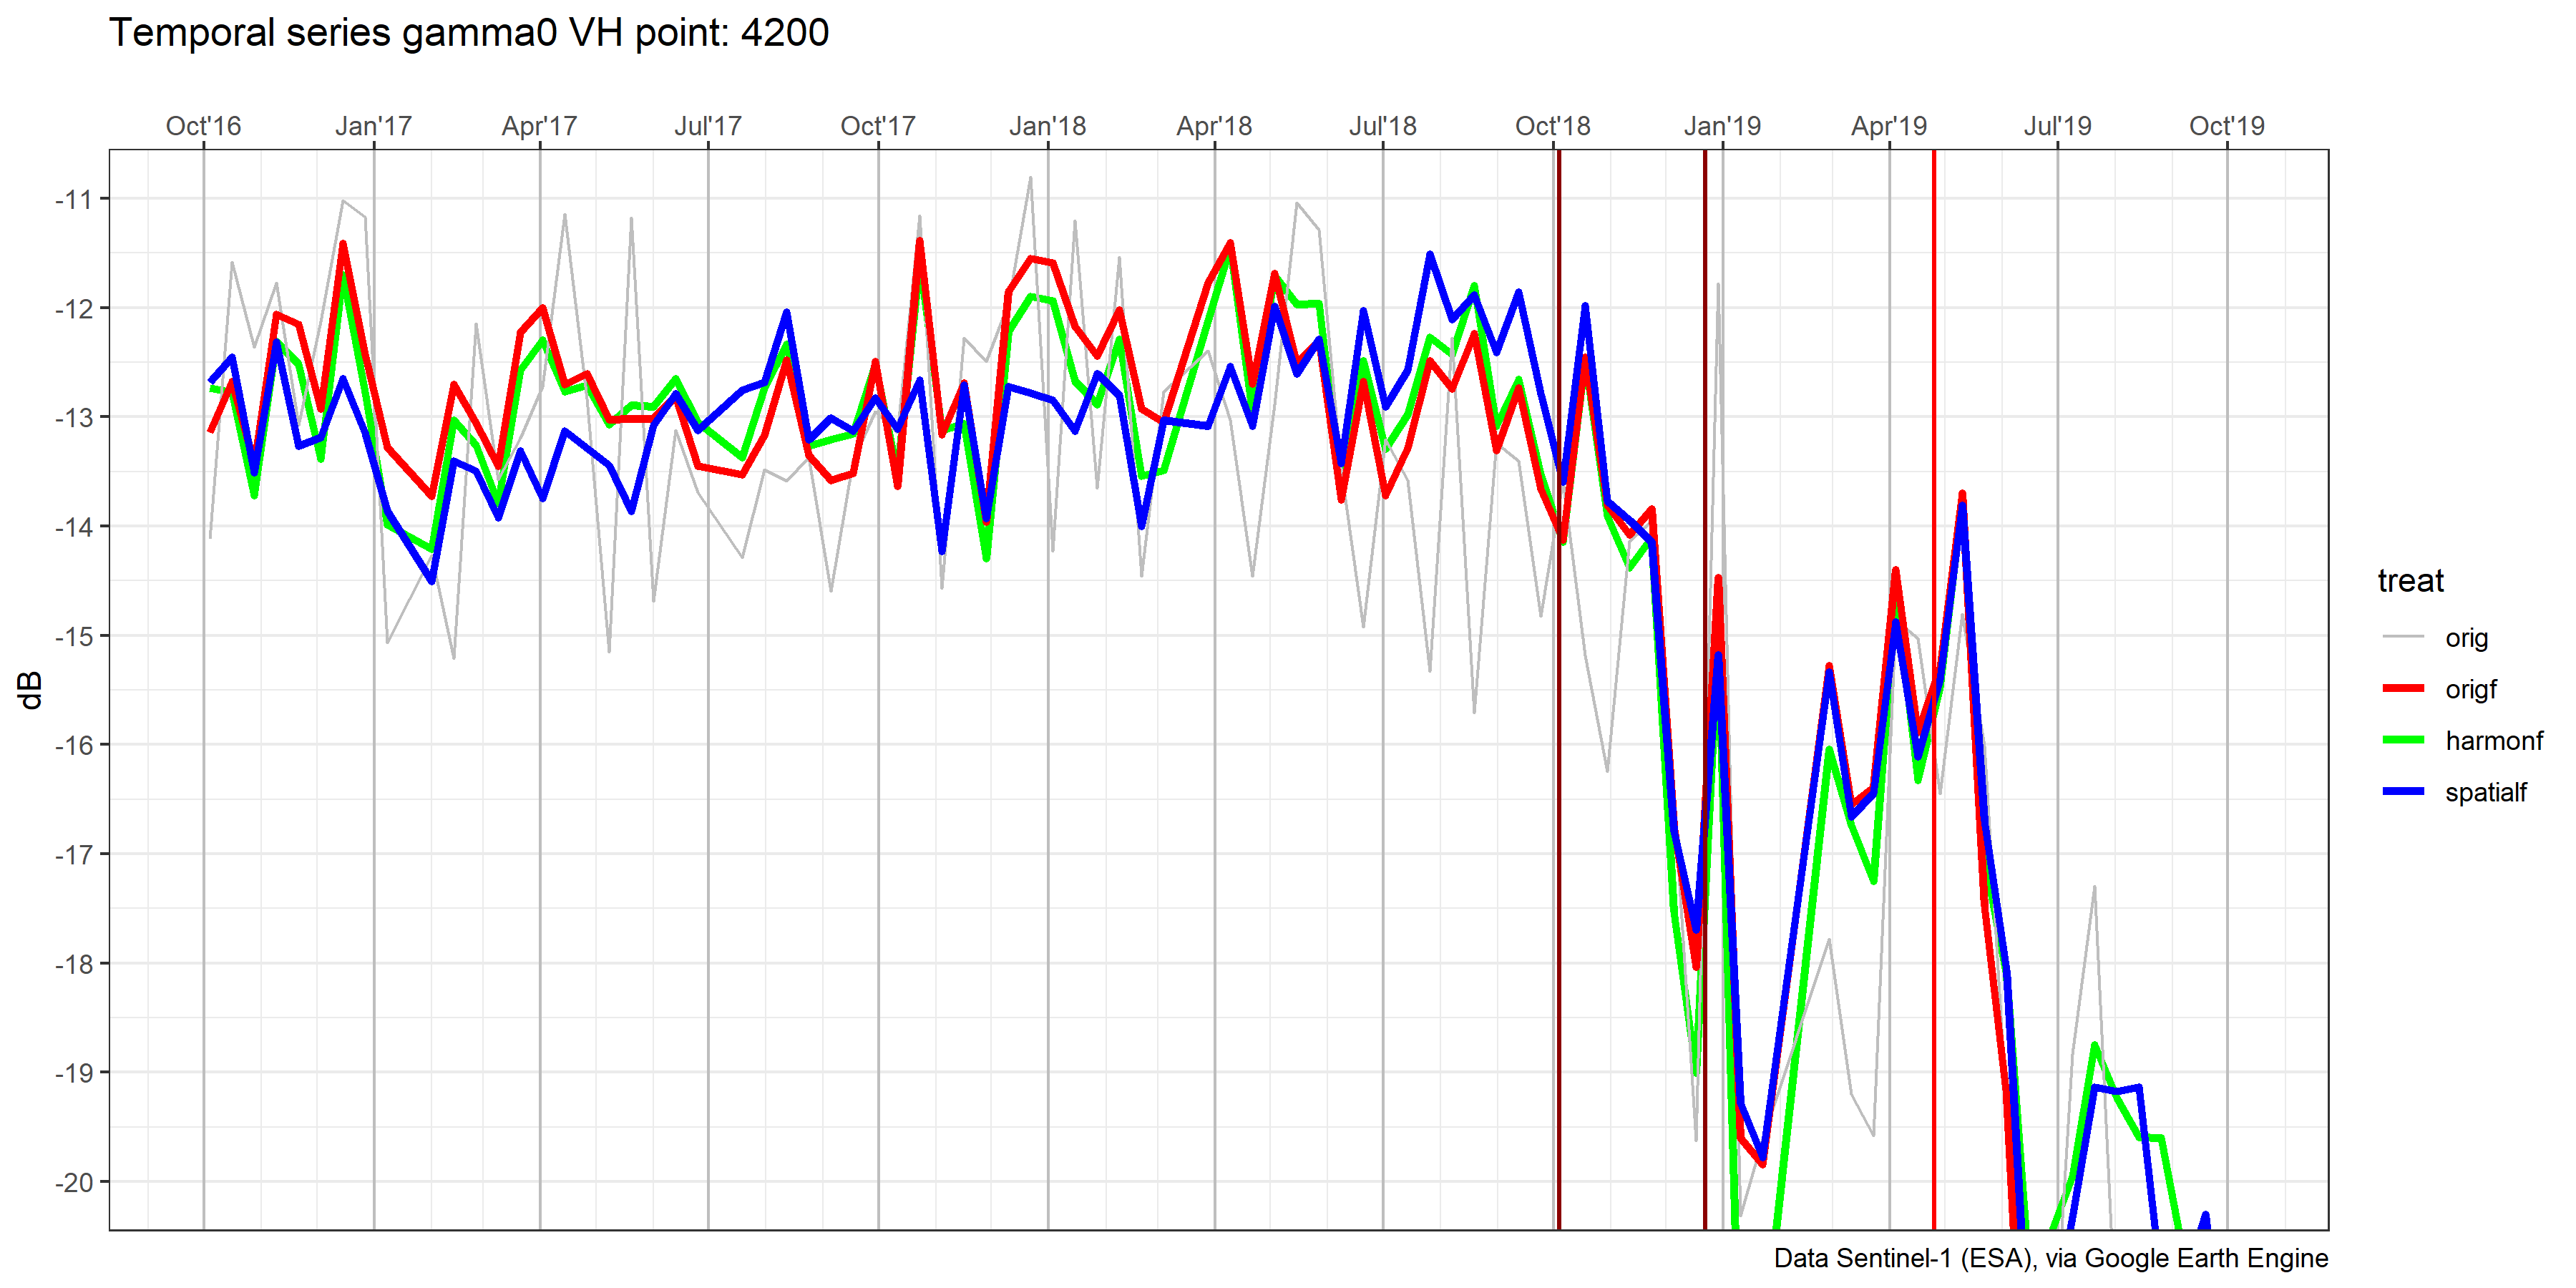 Temporal series gamma0 VH point: 4200
Oct'16 Jan'17 Apr'17 Jul'17 Oct'17 Jan'18 Apr'18 Jul'18 Oct'18 Jan'19 Apr'19 Jul'19 Oct'19
-11
-12
-13
-14
-15
-16
-17
-18
-19
-20
dB
treat
orig
origf
harmonf
spatialf
Data Sentinel-1 (ESA), via Google Earth Engine